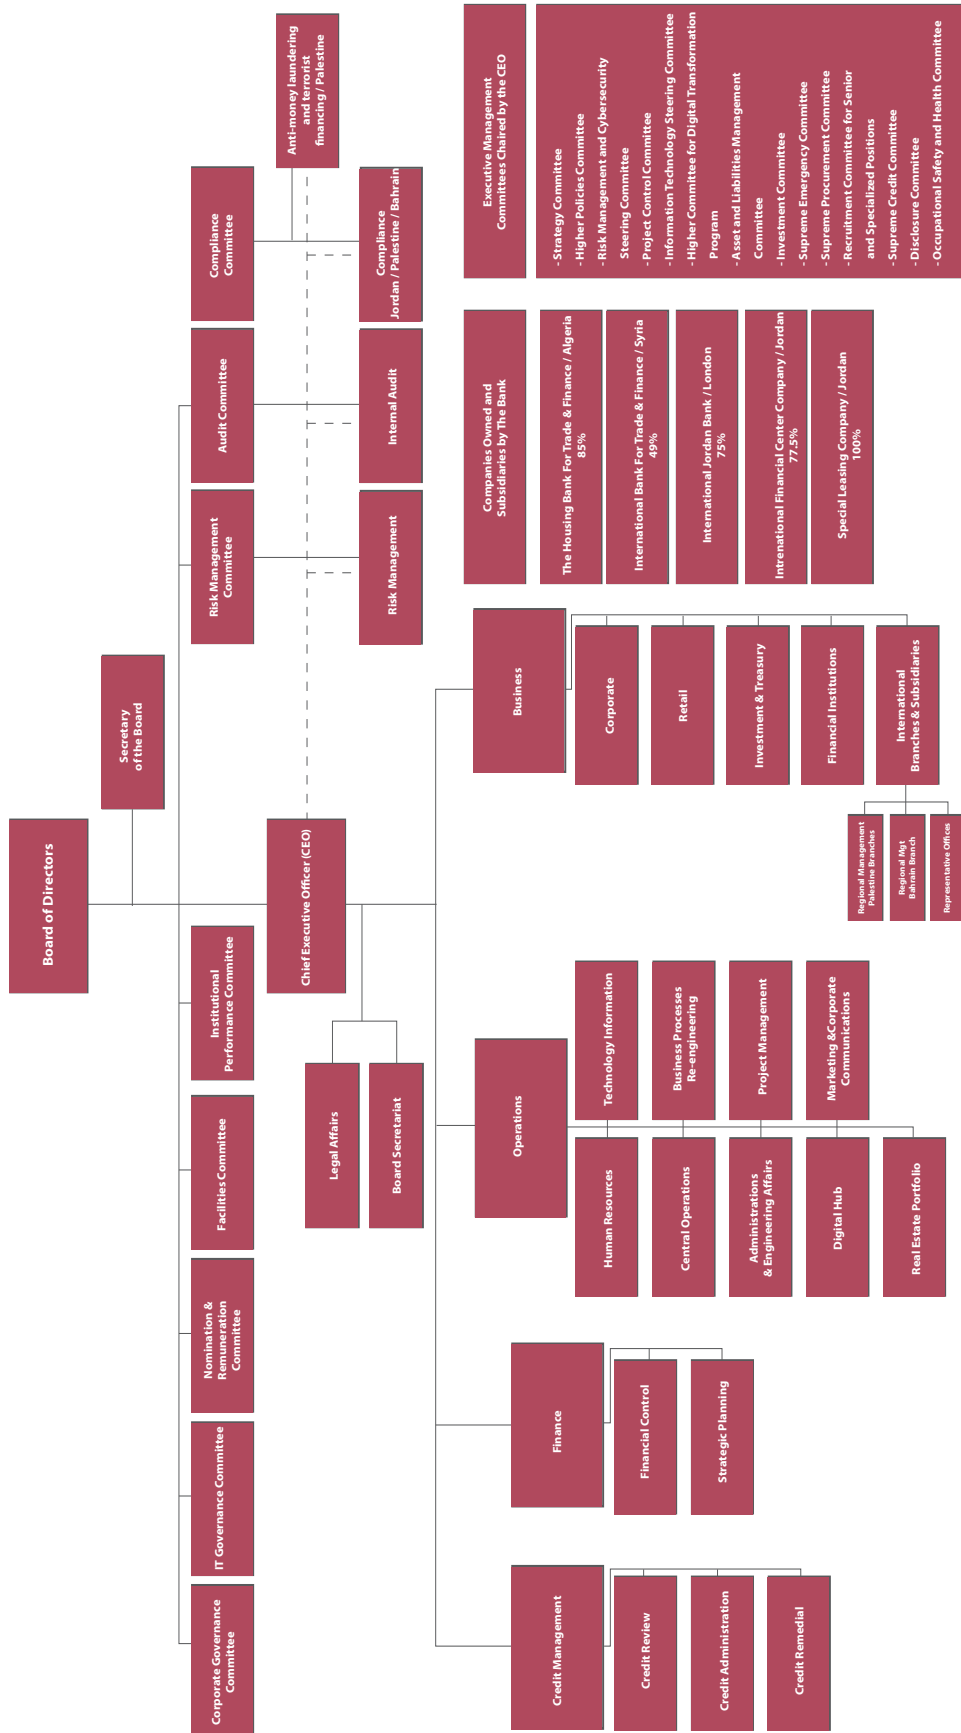 Board of Directors
Secretary
of the Board
Corporate Governance
Committee
IT Governance Committee
Nomination &
Remuneration
Committee
Facilities Committee
Institutional
Performance Committee
Risk Management
Committee
Audit Committee
Compliance
Committee
Anti-money laundering
and terrorist
financing / Palestine
Chief Executive Officer (CEO)
Legal Affairs
Board Secretariat
Risk Management
Internal Audit
Compliance
Jordan / Palestine / Bahrain
Credit Management
Credit Review
Credit Administration
Credit Remedial
Finance
Financial Control
Strategic Planning
Operations
Human Resources
Technology Information
Central Operations
Business Processes
Re-engineering
Administrations
& Engineering Affairs
Project Management
Digital Hub
Marketing &Corporate
Communications
Real Estate Portfolio
Business
Corporate
Retail
Investment & Treasury
Financial Institutions
International
Branches & Subsidiaries
Regional Management
Palestine Branches
Regional Mgt
Bahrain Branch
Representative Offices
Companies Owned and
Subsidiaries by The Bank
The Housing Bank For Trade & Finance / Algeria
85%
International Bank For Trade & Finance / Syria
49%
International Jordan Bank / London
75%
Intrenational Financial Center Company / Jordan
77.5%
Special Leasing Company / Jordan
100%
Executive Management
Committees Chaired by the CEO
- Strategy Committee
- Higher Policies Committee
- Risk Management and Cybersecurity
Steering Committee
- Project Control Committee
- Information Technology Steering Committee
- Higher Committee for Digital Transformation
Program
- Asset and Liabilities Management
Committee
- Investment Committee
- Supreme Emergency Committee
- Supreme Procurement Committee
- Recruitment Committee for Senior
and Specialized Positions
- Supreme Credit Committee
- Disclosure Committee
- Occupational Safety and Health Committee